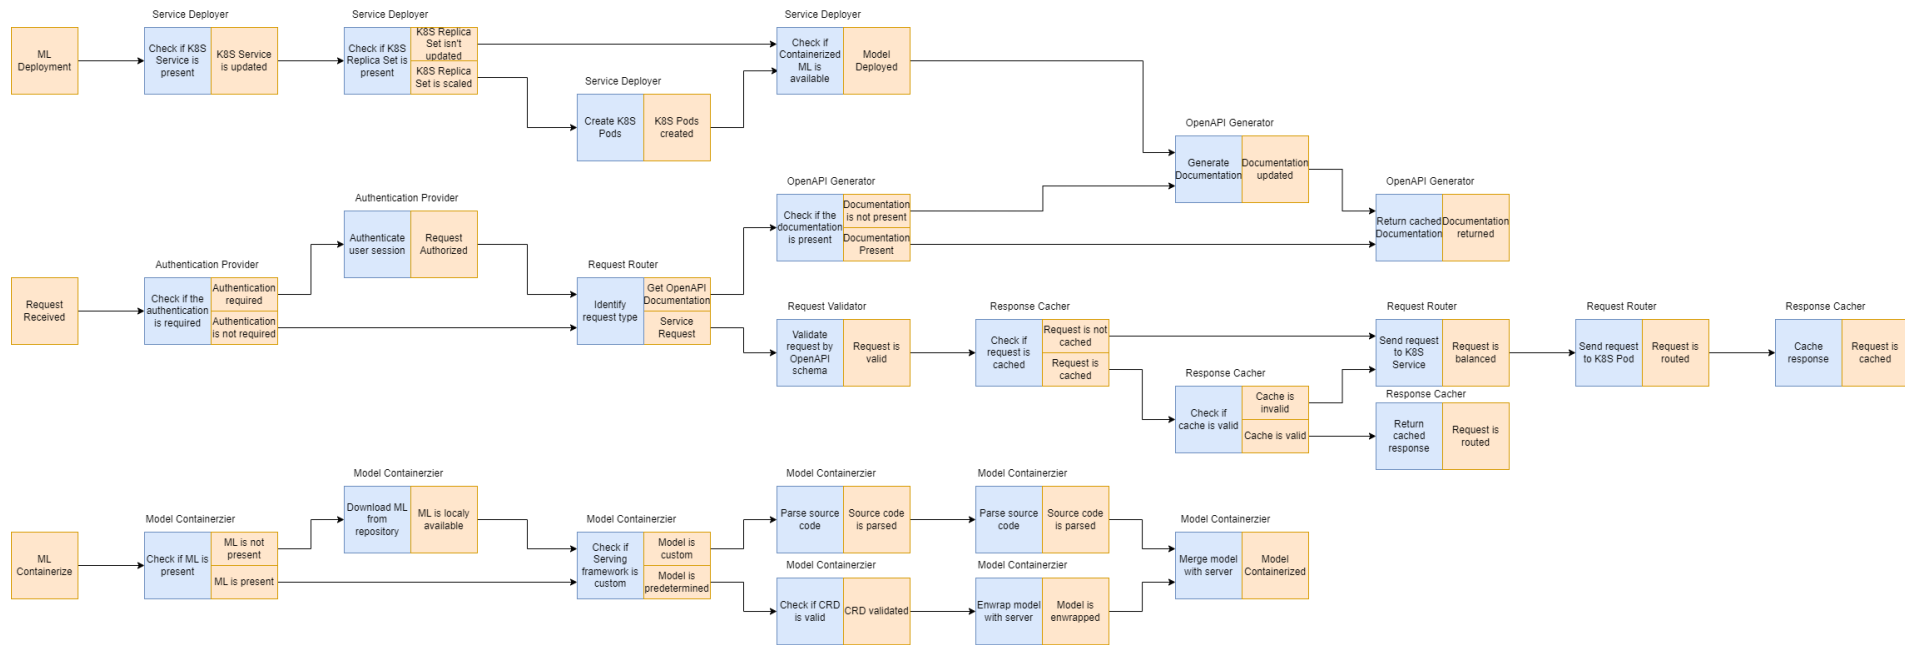 Service Deployer
Service Deployer
Service Deployer
ML
Deployment
Check if K8S
Service is
present
K8S Service
is updated
Check if K8S
Replica Set is
present
K8S Replica
Set isn't
updated
K8S Replica
Set is scaled
Check if
Containerized
ML is
available
Model
Deployed
Service Deployer
Create K8S
Pods
K8S Pods
created
OpenAPI Generator
Generate
Documentation
Documentation
updated
OpenAPI Generator
Check if the
documentation
is present
Documentation
is not present
Documentation
Present
OpenAPI Generator
Return cached
Documentation
Documentation
returned
Authentication Provider
Authenticate
user session
Request
Authorized
Authentication Provider
Request
Received
Check if the
authentication
is required
Authentication
required
Authentication
is not required
Request Router
Identify
request type
Get OpenAPI
Documentation
Service
Request
Request Validator
Validate
request by
OpenAPI
schema
Request is
valid
Response Cacher
Check if
request is
cached
Request is not
cached
Request is
cached
Request Router
Send request
to K8S
Service
Request is
balanced
Request Router
Send request
to K8S Pod
Request is
routed
Response Cacher
Cache
response
Request is
cached
Response Cacher
Check if
cache is valid
Cache is
invalid
Cache is valid
Response Cacher
Return
cached
response
Request is
routed
Model Containerzier
Download ML
from
repository
ML is localy
available
Model Containerzier
ML
Containerize
Check if ML is
present
ML is not
present
ML is present
Model Containerzier
Check if
Serving
framework is
custom
Model is
custom
Model is
predetermined
Model Containerzier
Parse source
code
Source code
is parsed
Model Containerzier
Parse source
code
Source code
is parsed
Model Containerzier
Merge model
with server
Model
Containerized
Model Containerzier
Check if CRD
is valid
CRD validated
Model Containerzier
Enwrap model
with server
Model is
enwrapped